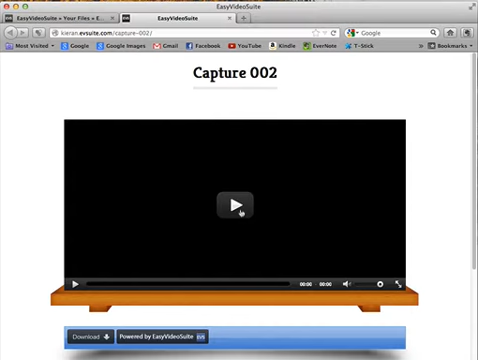 EasyVideoSuite
EasyVideoSuite » Your Files » E...
EasyVideoSuite
kieran.evsuite.com/capture-002/
Google
Most Visited
Google
Google Images
Gmail
Facebook
YouTube
Kindle
EverNote
T-Stick
Bookmarks
Capture 002
00:00
00:00
Download
Powered by EasyVideoSuite EVS